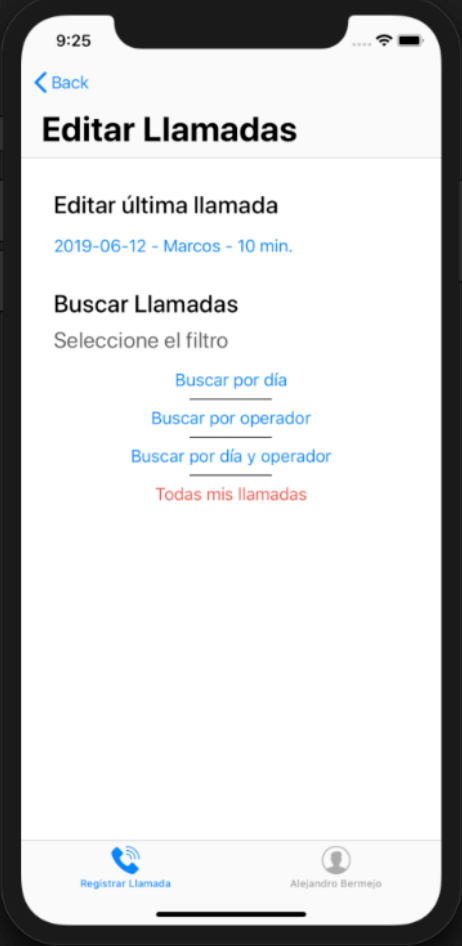 9:25
Back
Editar Llamadas
Editar última llamada
2019-06-12 - Marcos - 10 min.
Buscar Llamadas
Seleccione el filtro
Buscar por día
Buscar por operador
Buscar por día y operador
Todas mis llamadas
Registrar Llamada
Alejandro Bermejo